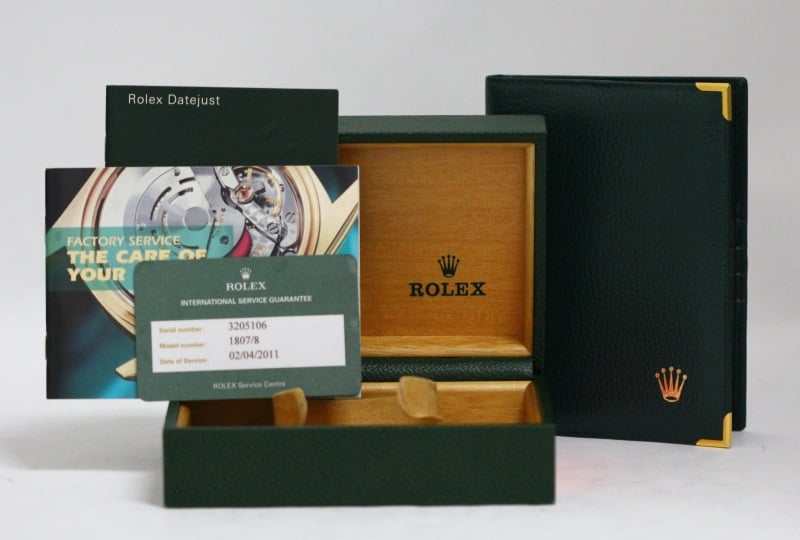 Rolex Datejust
FACTORY SERVICE
THE CARE OF
YOUR
ROLEX
INTERNATIONAL SERVICE GUARANTEE
Serial number: 3205106
Model number: 1807/8
Date of Service: 02/04/2011
ROLEX Service Centre
ROLEX